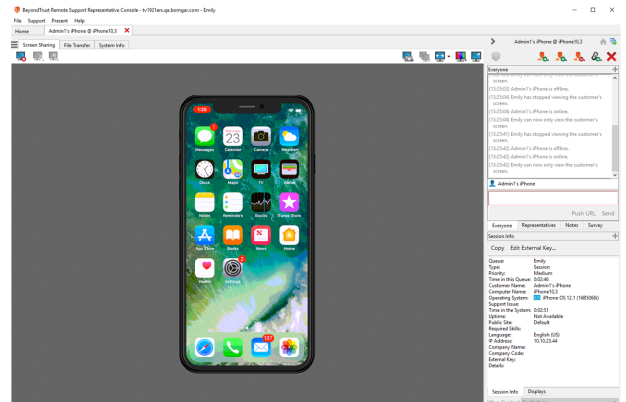 BeyondTrust Remote Support Representative Console - tv1921ers.qa.bomgar.com - Emily
File Support Present Help
Home Admin1's iPhone @ iPhone10,3
Screen Sharing File Transfer System Info
Admin1's iPhone @ iPhone10,3
1:25
Messages Calendar Camera Weather
1
23
Clock Maps TV Wallet
Notes Reminders Stocks iTunes Store
App Store Books News Home
Health Settings
2
137
Everyone
screen.
(13:25:03) Admin1's iPhone is offline.
(13:25:04) Emily has stopped viewing the customer's
screen.
(13:25:04) Admin1's iPhone is online.
(13:25:04) Emily can now only view the customer's
screen.
(13:25:41) Emily has stopped viewing the customer's
screen.
(13:25:42) Admin1's iPhone is offline.
(13:25:42) Admin1's iPhone is online.
(13:25:42) Emily can now only view the customer's
screen.
Admin1's iPhone
Push URL Send
Everyone Representatives Notes Survey
Session Info
Copy Edit External Key...
Queue: Emily
Type: Session
Priority: Medium
Time in this Queue: 0:02:46
Customer Name: Admin1's iPhone
Computer Name: iPhone10,3
Operating System: iPhone OS 12.1 (16B5068i)
Support Issue:
Time in the System: 0:02:51
Uptime: Not Available
Public Site: Default
Required Skills:
Language: English (US)
IP Address: 10.10.23.44
Company Name:
Company Code:
External Key:
Details:
Session Info Displays